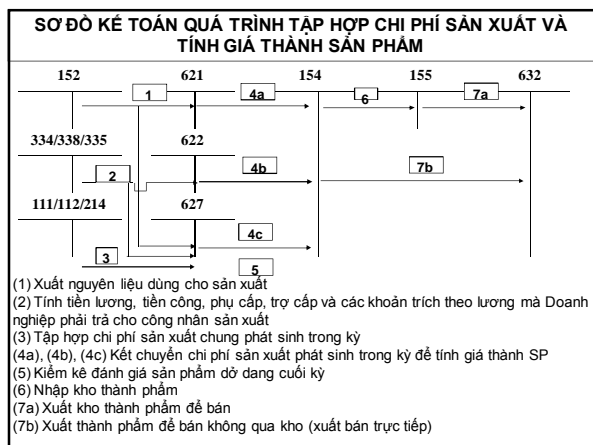 SƠ ĐỒ KẾ TOÁN QUÁ TRÌNH TẬP HỢP CHI PHÍ SẢN XUẤT VÀ
TÍNH GIÁ THÀNH SẢN PHẨM
152 621 154 155 632
1 4a 6 7a
334/338/335 622
2 4b 7b
111/112/214 627
4c
3 5
(1) Xuất nguyên liệu dùng cho sản xuất
(2) Tính tiền lương, tiền công, phụ cấp, trợ cấp và các khoản trích theo lương mà Doanh
nghiệp phải trả cho công nhân sản xuất
(3) Tập hợp chi phí sản xuất chung phát sinh trong kỳ
(4a), (4b), (4c) Kết chuyển chi phí sản xuất phát sinh trong kỳ để tính giá thành SP
(5) Kiểm kê đánh giá sản phẩm dở dang cuối kỳ
(6) Nhập kho thành phẩm
(7a) Xuất kho thành phẩm để bán
(7b) Xuất thành phẩm để bán không qua kho (xuất bán trực tiếp)